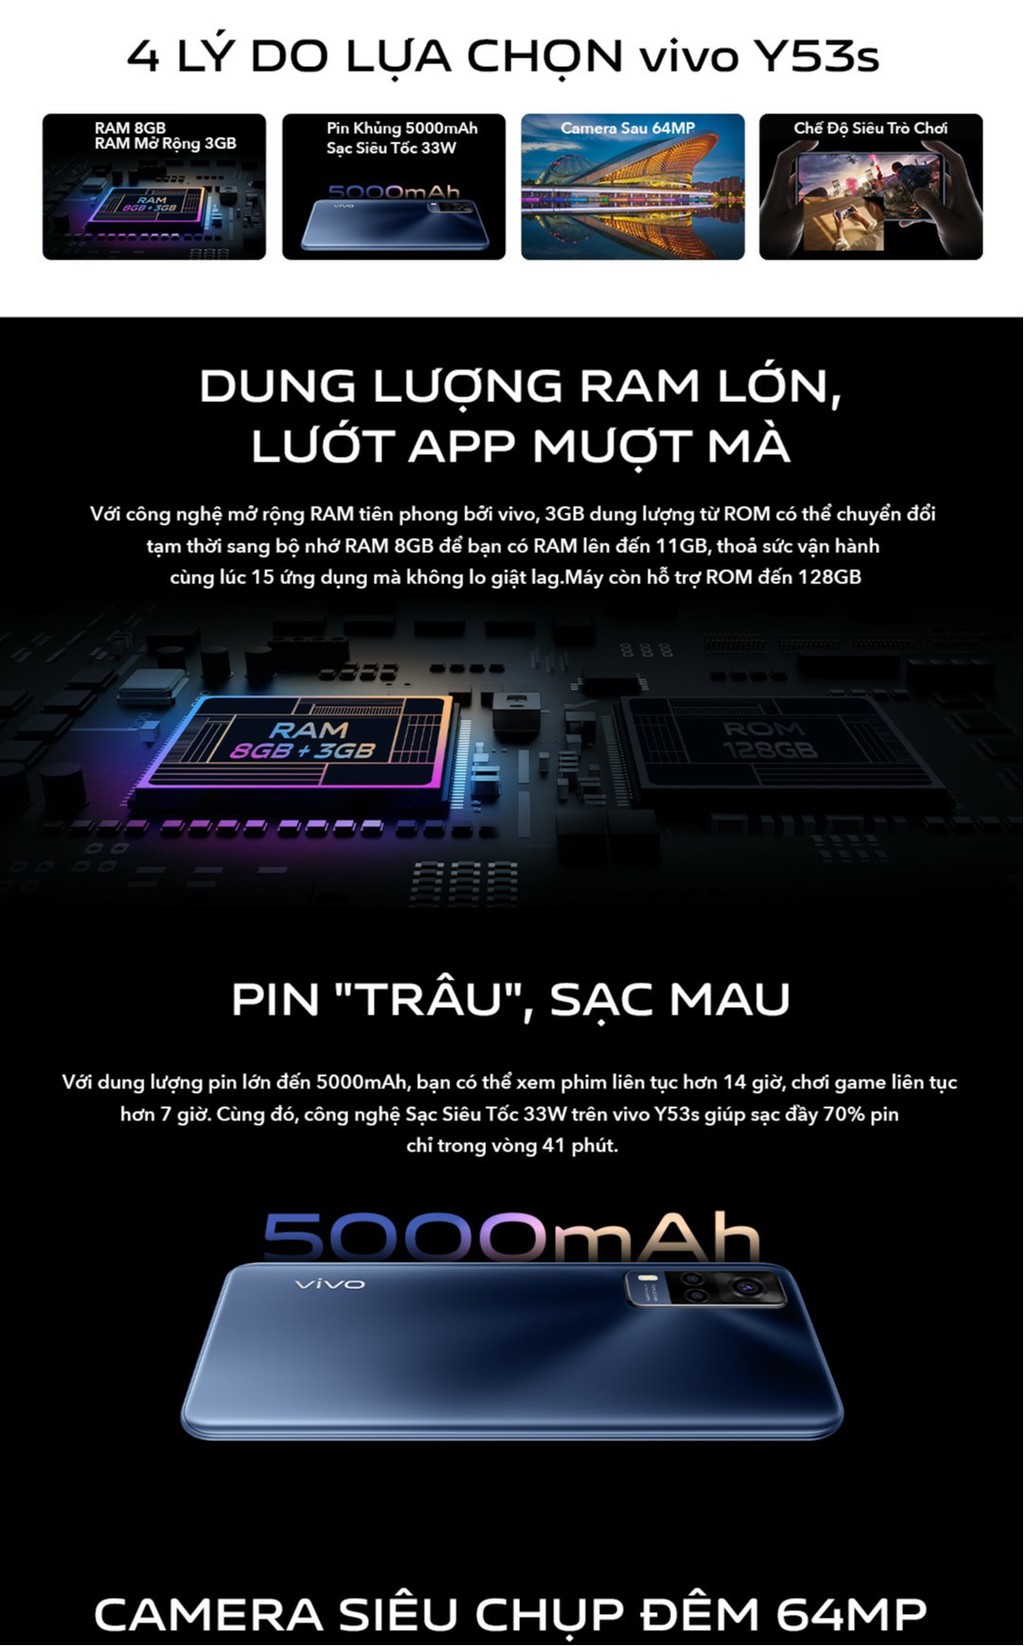 4 LÝ DO LỰA CHỌN vivo Y53s
RAM 8GB
RAM Mở Rộng 3GB
RAM
8GB+3GB
Pin Khủng 5000mAh
Sạc Siêu Tốc 33W
5000mAh
vivo
Camera Sau 64MP
Chế Độ Siêu Trò Chơi
DUNG LƯỢNG RAM LỚN,
LƯỚT APP MƯỢT MÀ
Với công nghệ mở rộng RAM tiên phong bởi vivo, 3GB dung lượng từ ROM có thể chuyển đổi
tạm thời sang bộ nhớ RAM 8GB để bạn có RAM lên đến 11GB, thoả sức vận hành
cùng lúc 15 ứng dụng mà không lo giật lag.Máy còn hỗ trợ ROM đến 128GB
RAM
8GB+3GB
ROM
128GB
PIN "TRÂU", SẠC MAU
Với dung lượng pin lớn đến 5000mAh, bạn có thể xem phim liên tục hơn 14 giờ, chơi game liên tục
hơn 7 giờ. Cùng đó, công nghệ Sạc Siêu Tốc 33W trên vivo Y53s giúp sạc đầy 70% pin
chỉ trong vòng 41 phút.
5000mAh
vivo
CAMERA SIÊU CHỤP ĐÊM 64MP